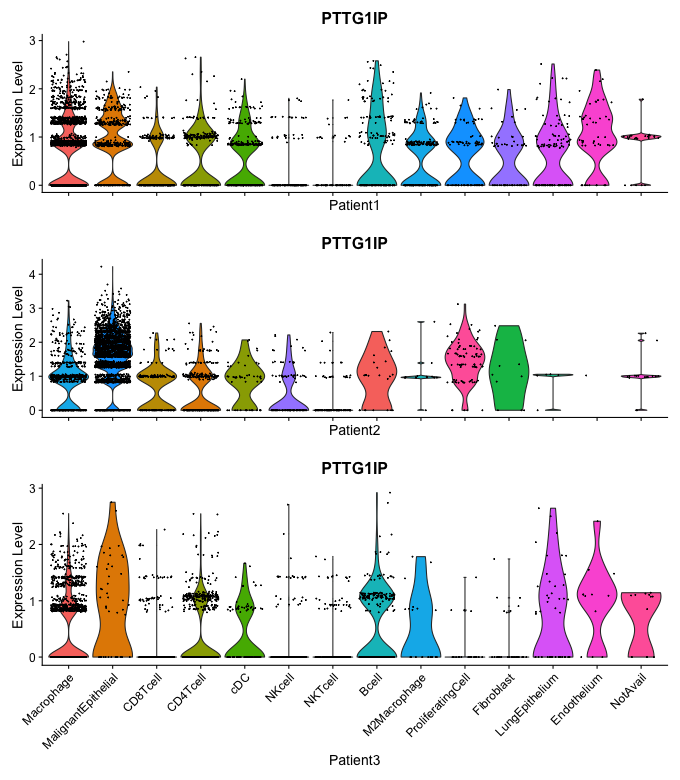 PTTG1IP
Expression Level
3
2
1
0
Patient1
PTTG1IP
Expression Level
4
3
2
1
0
Patient2
PTTG1IP
Expression Level
3
2
1
0
Macrophage
MalignantEpithelial
CD8Tcell
CD4Tcell
cDC
NKcell
NKTcell
Bcell
M2Macrophage
ProliferatingCell
Fibroblast
LungEpithelium
Endothelium
NotAvail
Patient3